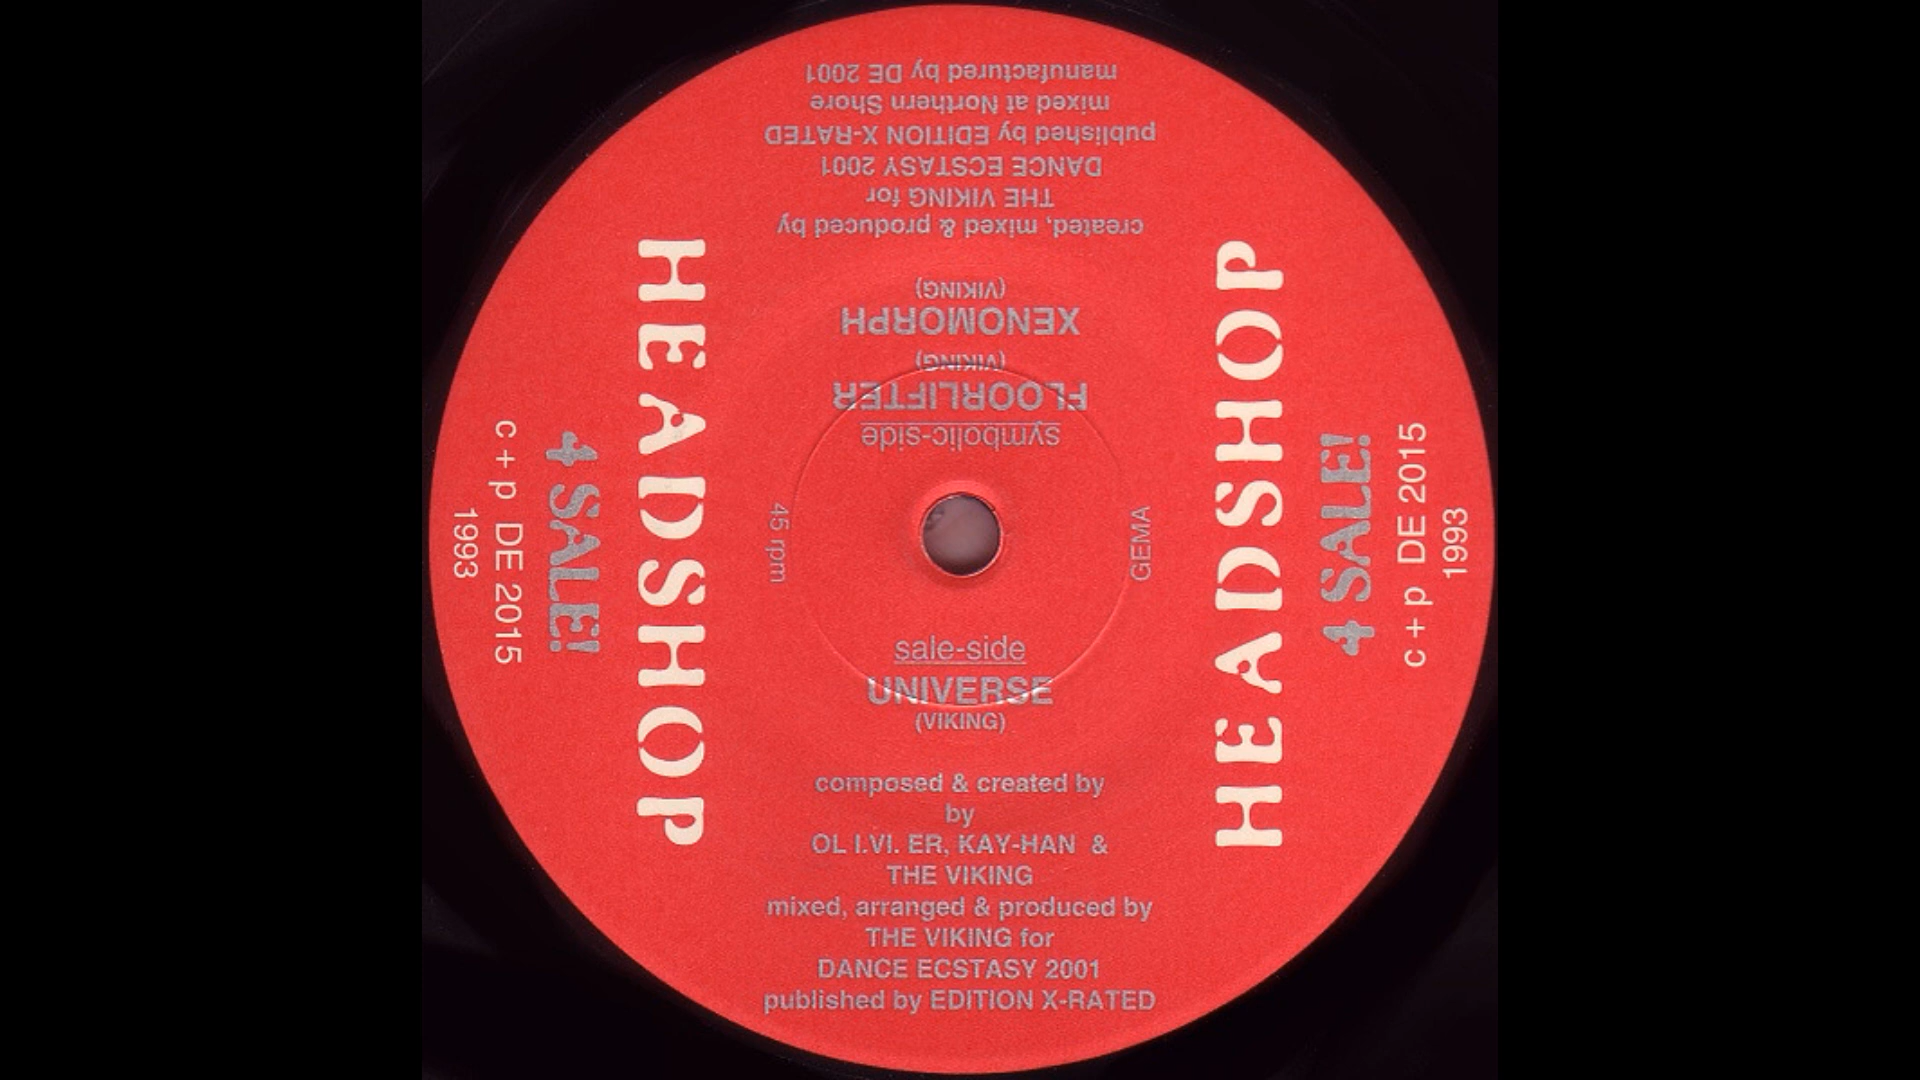 HEADSHOP
4 SALE!
c + p DE 2015
1993
45 rpm
sale-side
UNIVERSE
(VIKING)
composed & created by
by
OL I.VI. ER, KAY-HAN &
THE VIKING
mixed, arranged & produced by
THE VIKING for
DANCE ECSTASY 2001
published by EDITION X-RATED
GEMA
HEADSHOP
4 SALE!
c + p DE 2015
1993
symbolic-side
FLOORLIFTER
(VIKING)
XENOMORPH
(VIKING)
created, mixed & produced by
THE VIKING for
DANCE ECSTASY 2001
published by EDITION X-RATED
mixed at Northern Shore
manufactured by DE 2001